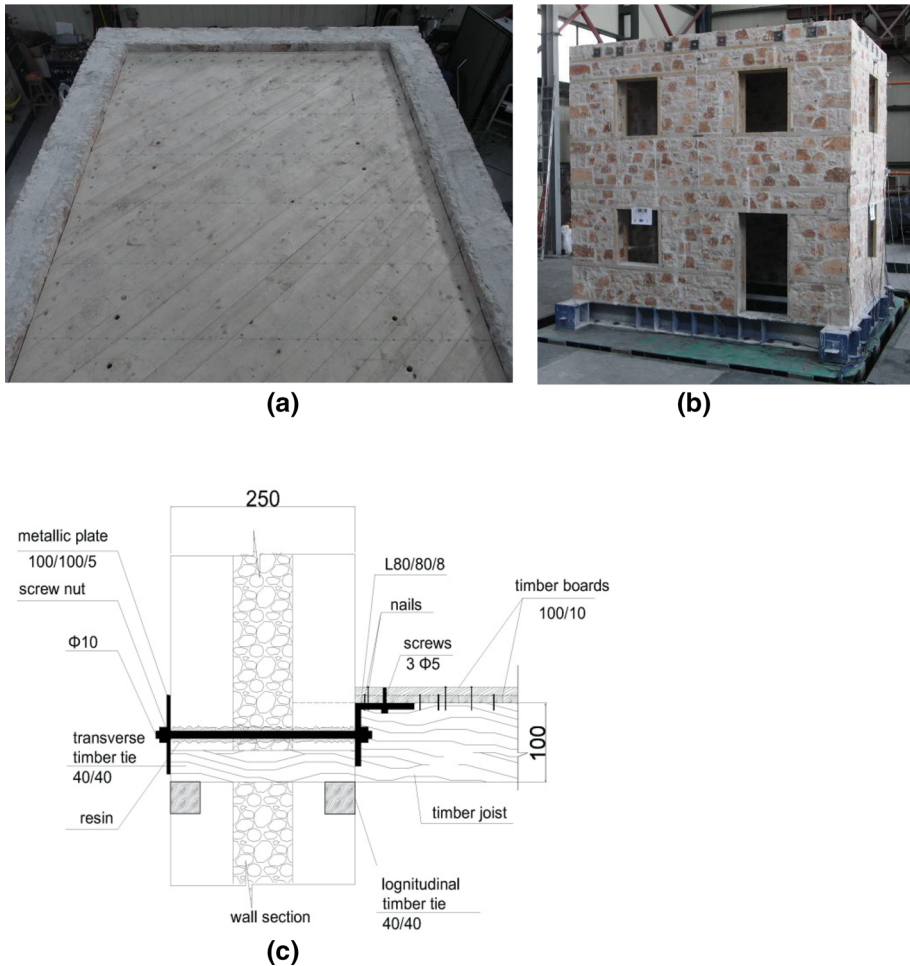 (a)
(b)
250
metallic plate
100/100/5
screw nut
Φ10
transverse
timber tie
40/40
resin
L80/80/8
nails
screws
3 Φ5
timber boards
100/10
100
timber joist
lognitudinal
timber tie
40/40
wall section
(c)